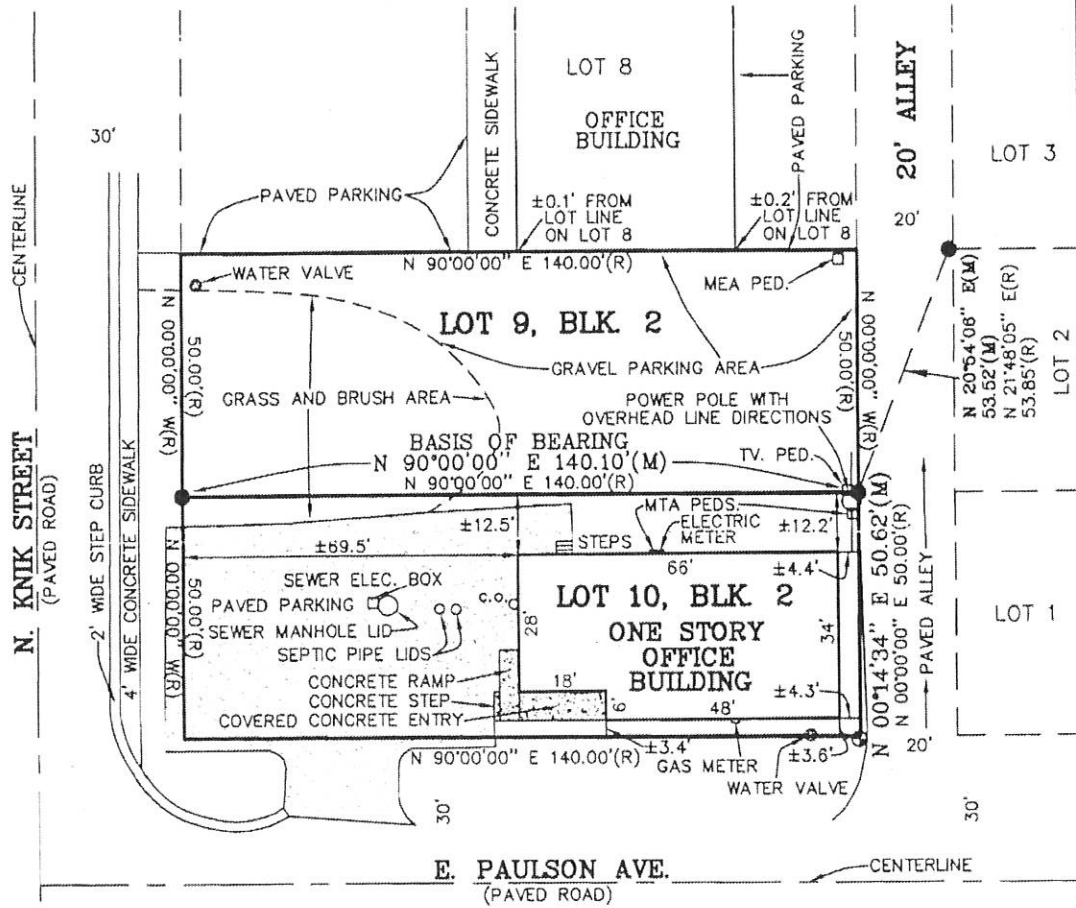 LOT 8
OFFICE
BUILDING
CONCRETE SIDEWALK
PAVED PARKING
20' ALLEY
LOT 3
30'
CENTERLINE
PAVED PARKING
±0.1' FROM
LOT LINE
ON LOT 8
±0.2' FROM
LOT LINE
ON LOT 8
20'
N 90°00'00" E 140.00'(R)
WATER VALVE
MEA PED.
N 00°00'00" W(R)
50.00'(R)
LOT 9, BLK. 2
GRAVEL PARKING AREA
N 00°00'00" W(R)
50.00'(R)
N 20°54'06" E(M)
53.52'(M)
N 21°48'05" E(R)
53.85'(R)
LOT 2
GRASS AND BRUSH AREA
POWER POLE WITH
OVERHEAD LINE DIRECTIONS
BASIS OF BEARING
N 90°00'00" E 140.10'(M)
N 90°00'00" E 140.00'(R)
TV. PED.
N. KNIK STREET
(PAVED ROAD)
2' WIDE STEP CURB
4' WIDE CONCRETE SIDEWALK
±12.5'
MTA PEDS.
ELECTRIC
METER
±12.2'
±69.5'
STEPS
66'
±4.4'
N 00°00'00" W(R)
50.00'(R)
SEWER ELEC. BOX
PAVED PARKING
SEWER MANHOLE LID
SEPTIC PIPE LIDS
C.O.
28'
LOT 10, BLK. 2
ONE STORY
OFFICE
BUILDING
34'
N 00°14'34" E 50.62'(M)
N 00°00'00" E 50.00'(R)
PAVED ALLEY
LOT 1
CONCRETE RAMP
CONCRETE STEP
COVERED CONCRETE ENTRY
18'
6'
48'
±4.3'
N 90°00'00" E 140.00'(R)
±3.4'
GAS METER
±3.6'
WATER VALVE
20'
30'
30'
E. PAULSON AVE.
(PAVED ROAD)
CENTERLINE